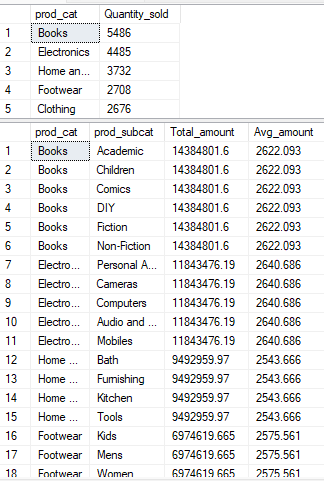 prod_cat Quantity_sold
1 Books 5486
2 Electronics 4485
3 Home an... 3732
4 Footwear 2708
5 Clothing 2676
prod_cat prod_subcat Total_amount Avg_amount
1 Books Academic 14384801.6 2622.093
2 Books Children 14384801.6 2622.093
3 Books Comics 14384801.6 2622.093
4 Books DIY 14384801.6 2622.093
5 Books Fiction 14384801.6 2622.093
6 Books Non-Fiction 14384801.6 2622.093
7 Electro... Personal A... 11843476.19 2640.686
8 Electro... Cameras 11843476.19 2640.686
9 Electro... Computers 11843476.19 2640.686
10 Electro... Audio and ... 11843476.19 2640.686
11 Electro... Mobiles 11843476.19 2640.686
12 Home ... Bath 9492959.97 2543.666
13 Home ... Furnishing 9492959.97 2543.666
14 Home ... Kitchen 9492959.97 2543.666
15 Home ... Tools 9492959.97 2543.666
16 Footwear Kids 6974619.665 2575.561
17 Footwear Mens 6974619.665 2575.561
18 Footwear Women 6974619.665 2575.561